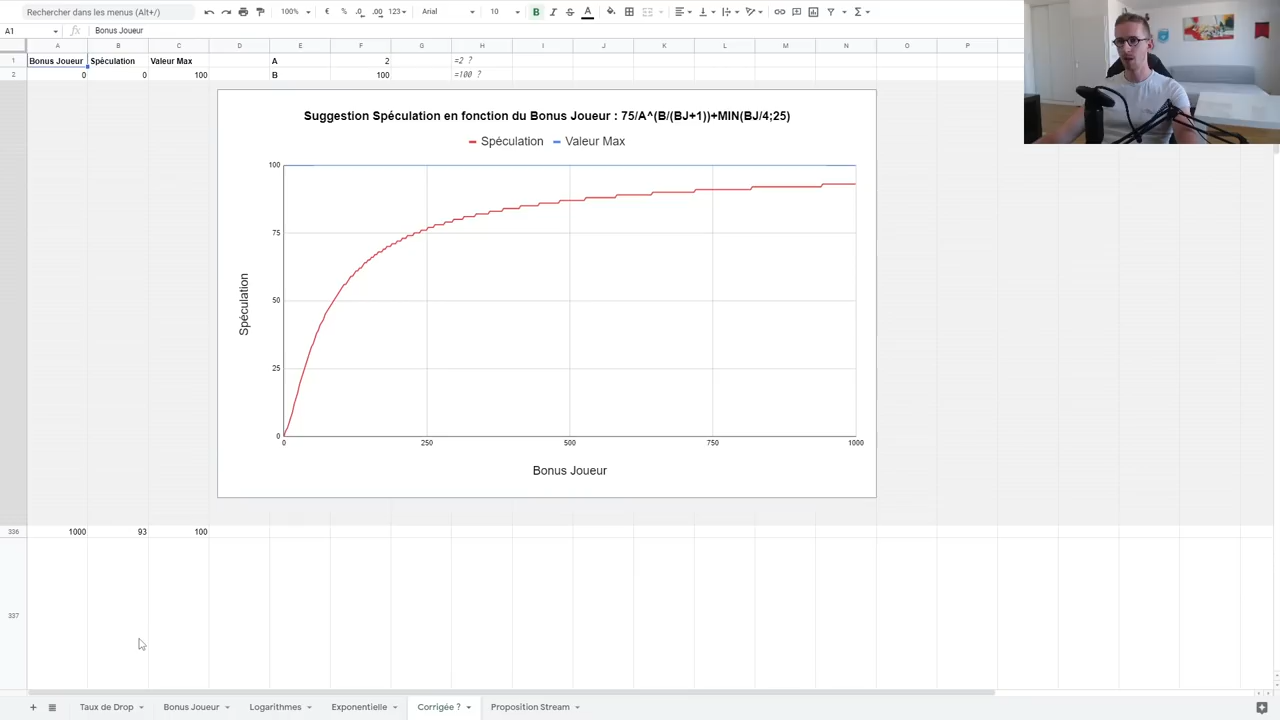 Rechercher dans les menus (Alt+/)
100%
€ % .0 .00 123
Arial
10
B I S A
A1
fx
Bonus Joueur
A B C D E F G H I J K L M N O P
1 Bonus Joueur Spéculation Valeur Max A 2 =2 ?
2 0 0 100 B 100 =100 ?
Suggestion Spéculation en fonction du Bonus Joueur : 75/A^(B/(BJ+1))+MIN(BJ/4;25)
Spéculation Valeur Max
100
75
50
25
0
Spéculation
0 250 500 750 1000
Bonus Joueur
336 1000 93 100
337
Taux de Drop Bonus Joueur Logarithmes Exponentielle Corrigée ? Proposition Stream